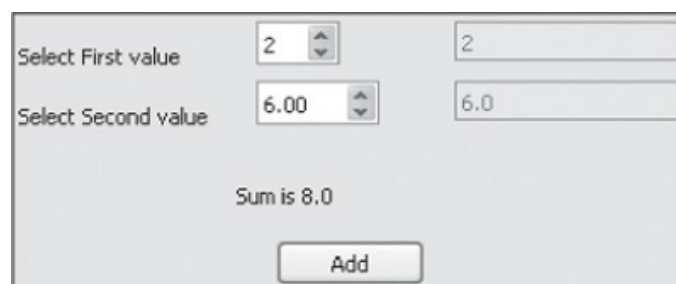 Select First value 2 2
Select Second value 6.00 6.0
Sum is 8.0
Add